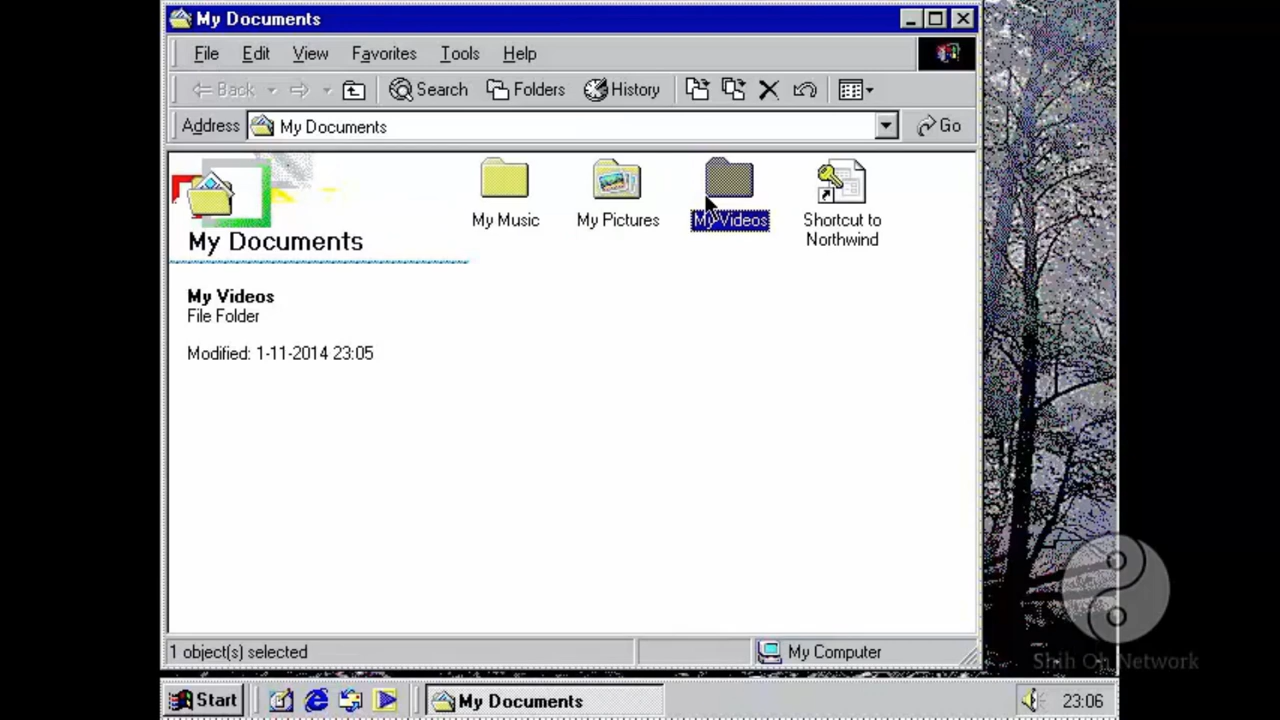 My Documents
File Edit View Favorites Tools Help
Back Search Folders History
Address My Documents Go
My Music My Pictures My Videos Shortcut to
Northwind
My Documents
My Videos
File Folder
Modified: 1-11-2014 23:05
1 object(s) selected My Computer
Shih Oh Network
Start My Documents 23:06